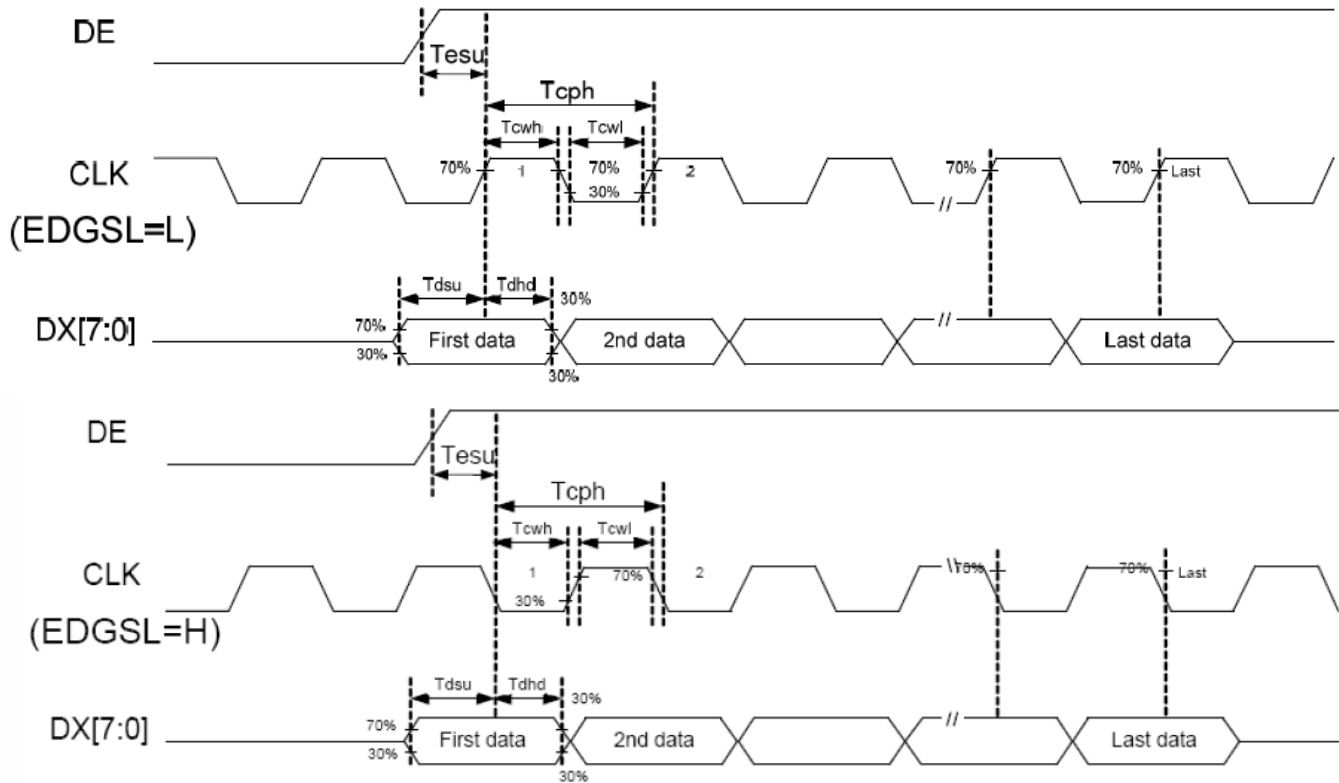 DE
Tesu
Tcph
Tcwh Tcwl
CLK 70% 1 70% 2 70% 70% Last
30%
//
(EDGSL=L)
Tdsu Tdhd 30%
DX[7:0] 70% First data 2nd data // Last data
30%
30%
DE
Tesu
Tcph
Tcwh Tcwl
CLK 1 70% 2 \\ 70% 70% Last
30%
(EDGSL=H)
Tdsu Tdhd 30%
DX[7:0] 70% First data 2nd data // Last data
30%
30%